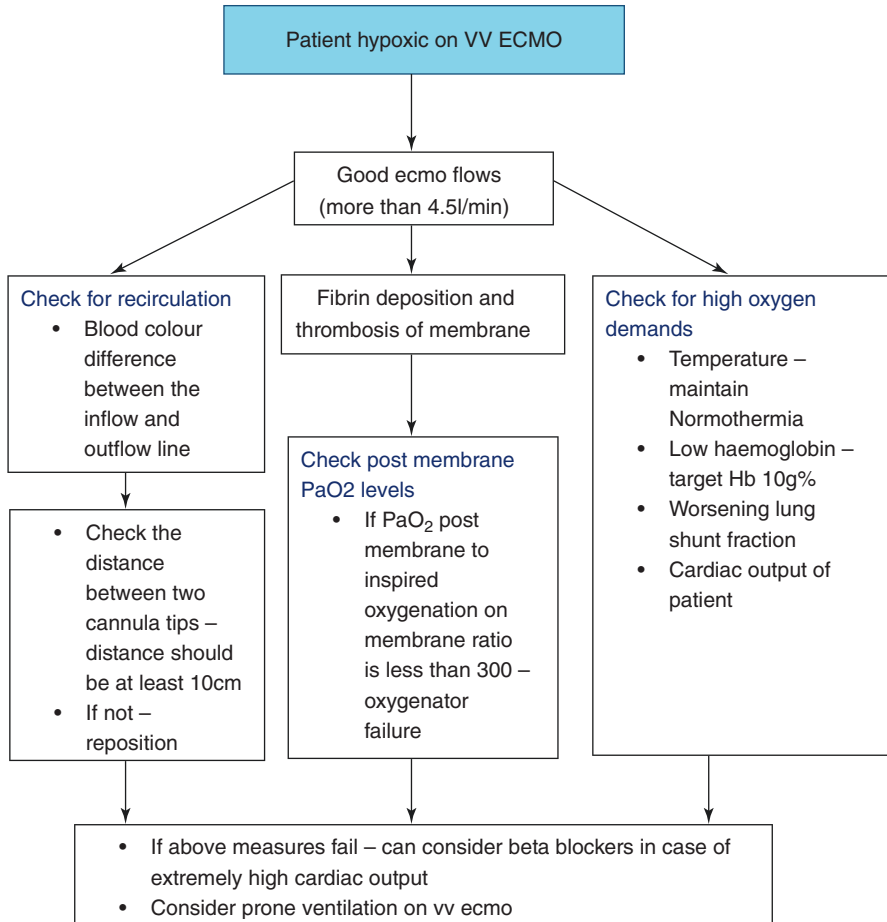 Patient hypoxic on VV ECMO
Good ecmo flows
(more than 4.5l/min)
Check for recirculation
• Blood colour
difference
between the
inflow and
outflow line
• Check the
distance
between two
cannula tips –
distance should
be at least 10cm
• If not –
reposition
Fibrin deposition and
thrombosis of membrane
Check post membrane
PaO2 levels
• If PaO₂ post
membrane to
inspired
oxygenation on
membrane ratio
is less than 300 –
oxygenator
failure
Check for high oxygen
demands
• Temperature –
maintain
Normothermia
• Low haemoglobin –
target Hb 10g%
• Worsening lung
shunt fraction
• Cardiac output of
patient
• If above measures fail – can consider beta blockers in case of
extremely high cardiac output
• Consider prone ventilation on vv ecmo